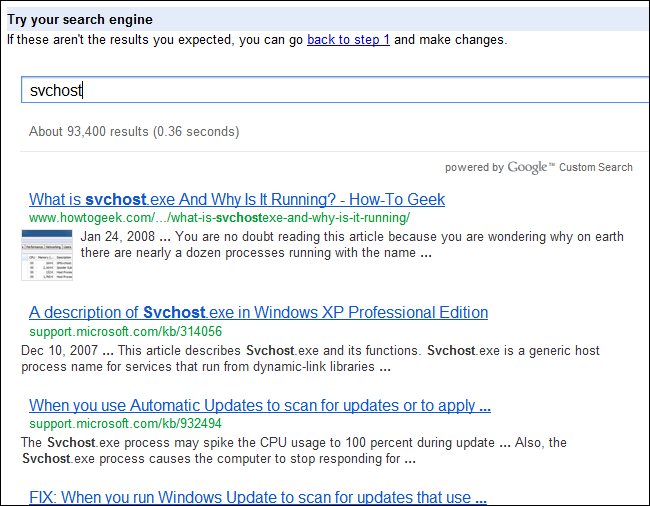 Try your search engine
If these aren't the results you expected, you can go back to step 1 and make changes.
svchost
About 93,400 results (0.36 seconds)
powered by Google™ Custom Search
What is svchost.exe And Why Is It Running? - How-To Geek
www.howtogeek.com/.../what-is-svchostexe-and-why-is-it-running/
Jan 24, 2008 ... You are no doubt reading this article because you are wondering why on earth
there are nearly a dozen processes running with the name ...
A description of Svchost.exe in Windows XP Professional Edition
support.microsoft.com/kb/314056
Dec 10, 2007 ... This article describes Svchost.exe and its functions. Svchost.exe is a generic host
process name for services that run from dynamic-link libraries ...
When you use Automatic Updates to scan for updates or to apply ...
support.microsoft.com/kb/932494
The Svchost.exe process may spike the CPU usage to 100 percent during update ... Also, the
Svchost.exe process causes the computer to stop responding for ...
FIX: When you run Windows Update to scan for updates that use ...